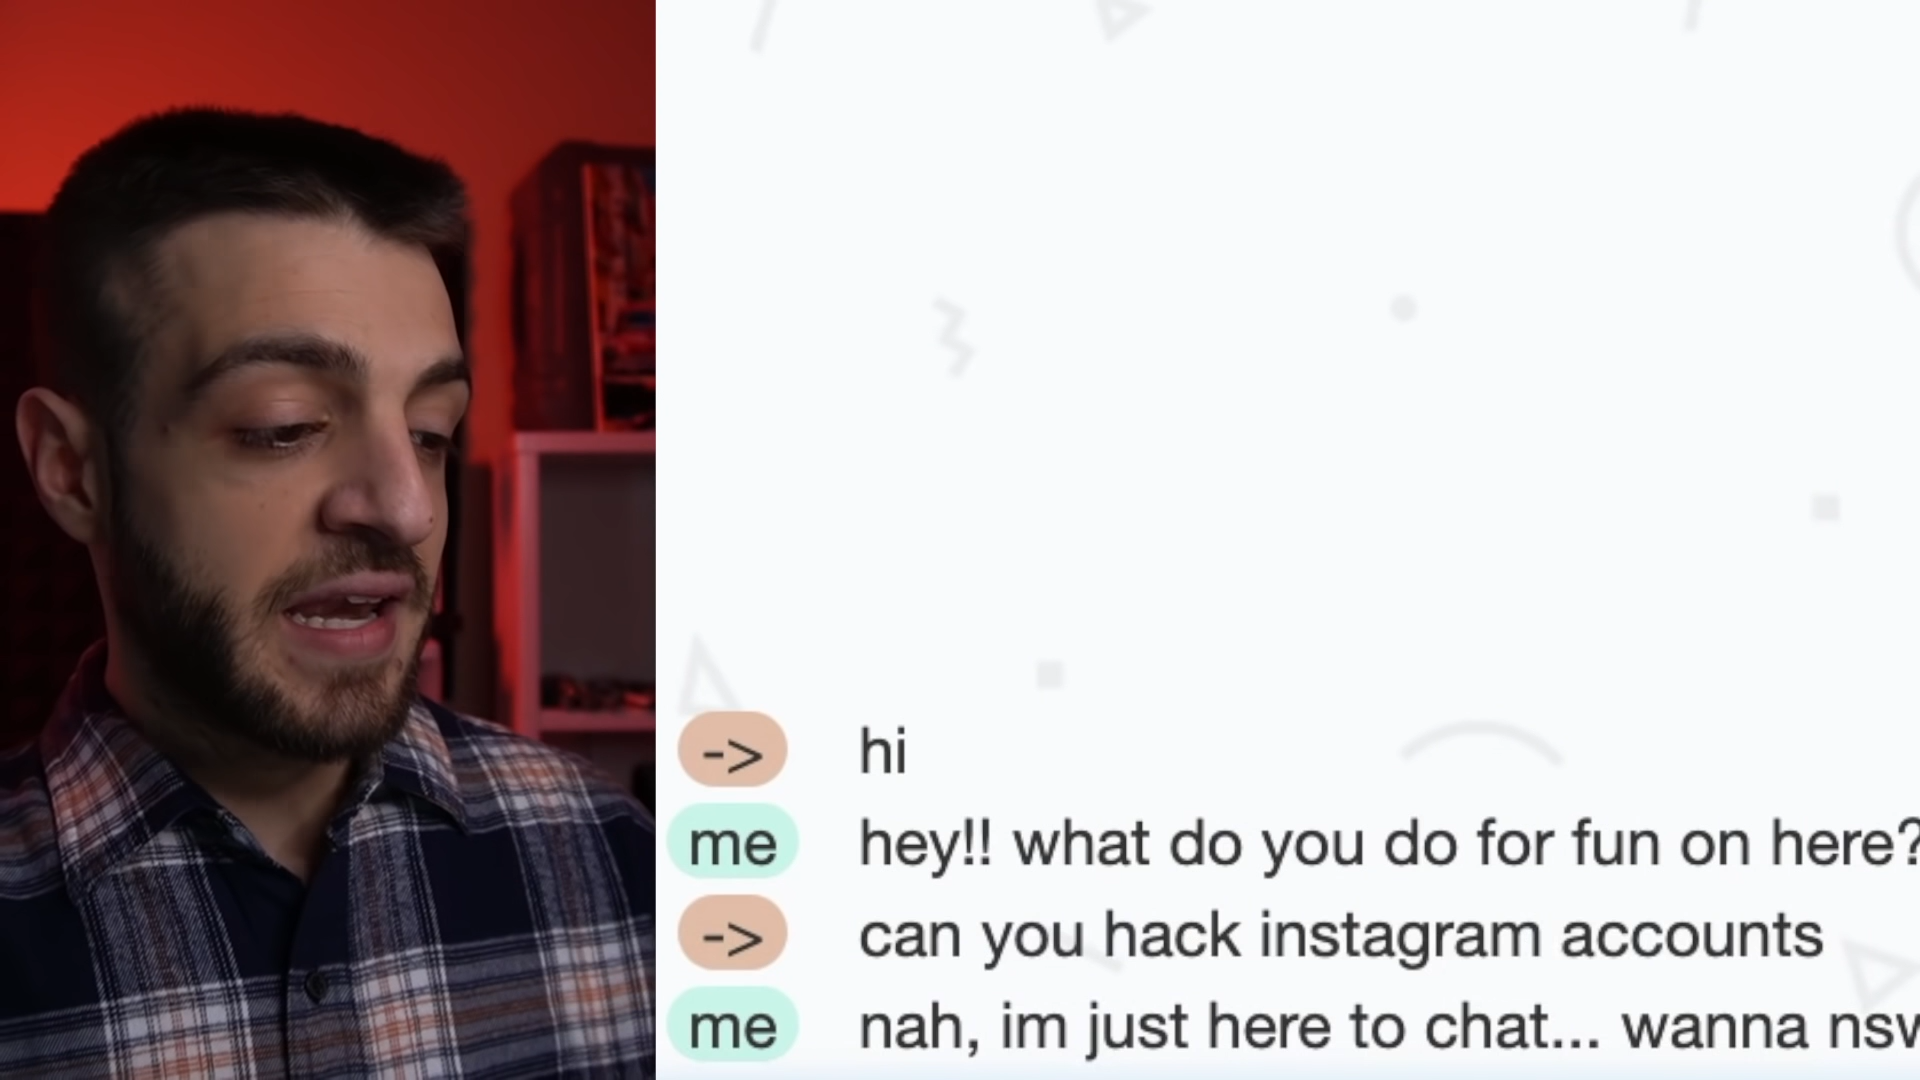 -> hi
me hey!! what do you do for fun on here?
-> can you hack instagram accounts
me nah, im just here to chat... wanna